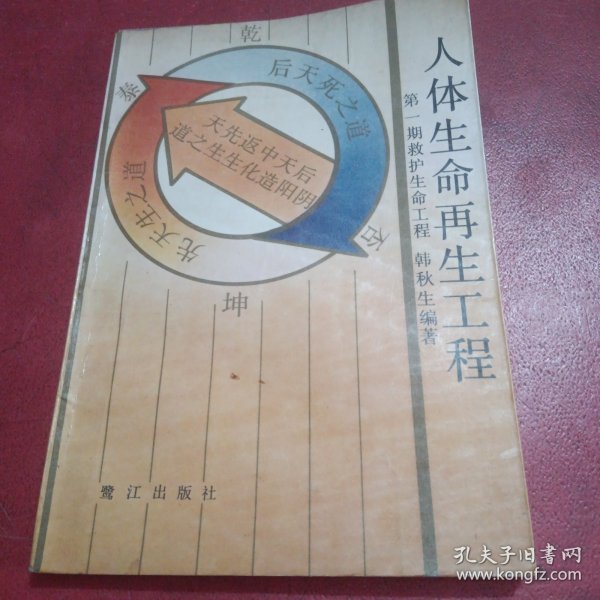 人体生命再生工程
第一期救护生命工程 韩秋生编著
乾
后天死之道
泰
后天中返先天
阴阳造化生生之道
先天生之道
否
坤
鹭江出版社
孔夫子旧书网
www.kongfz.com